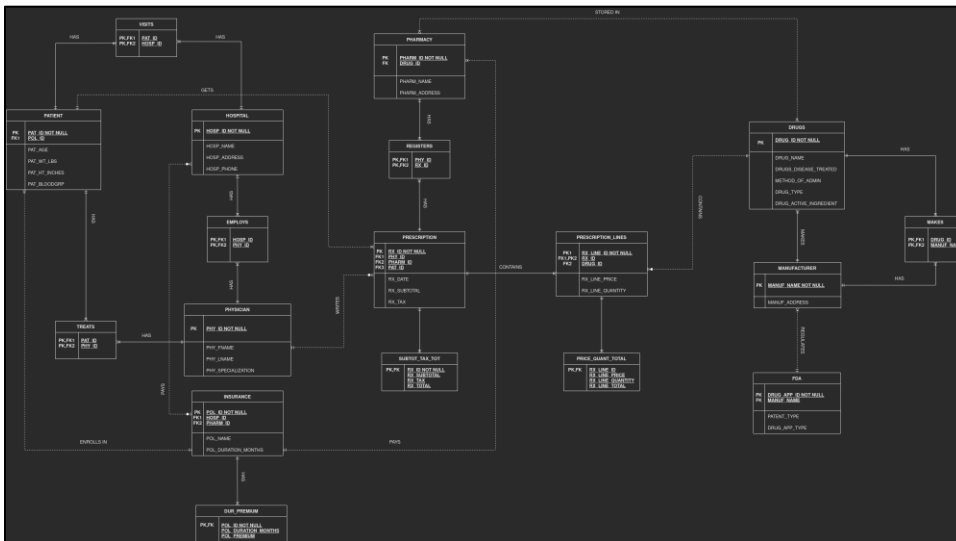 VISITS
PK,FK1 PAT_ID
PK,FK2 HOSP_ID
HAS
HAS
STORED IN
PHARMACY
PK PHARM_ID NOT NULL
FK DRUG_ID
PHARM_NAME
PHARM_ADDRESS
GETS
PATIENT
PK PAT_ID NOT NULL
FK1 POL_ID
PAT_AGE
PAT_WT_LBS
PAT_HT_INCHES
PAT_BLOODGRP
HOSPITAL
PK HOSP_ID NOT NULL
HOSP_NAME
HOSP_ADDRESS
HOSP_PHONE
HAS
REGISTERS
PK,FK1 PHY_ID
PK,FK2 RX_ID
DRUGS
PK DRUG_ID NOT NULL
DRUG_NAME
DRUGS_DISEASE_TREATED
METHOD_OF_ADMIN
DRUG_TYPE
DRUG_ACTIVE_INGREDIENT
HAS
HAS
HAS
HAS
CONTAINS
EMPLOYS
PK,FK1 HOSP_ID
PK,FK2 PHY_ID
PRESCRIPTION
PK RX_ID NOT NULL
FK1 PHY_ID
FK2 PHARM_ID
FK3 PAT_ID
RX_DATE
RX_SUBTOTAL
RX_TAX
CONTAINS
PRESCRIPTION_LINES
FK1 RX_LINE_ID NOT NULL
FK1,PK2 RX_ID
FK2 DRUG_ID
RX_LINE_PRICE
RX_LINE_QUANTITY
MAKES
MAKES
PK,FK1 DRUG_ID
PK,FK2
MANUFACTURER
PK MANUF_NAME NOT NULL
MANUF_ADDRESS
HAS
HAS
WRITES
PHYSICIAN
PK PHY_ID NOT NULL
PHY_FNAME
PHY_LNAME
PHY_SPECIALIZATION
TREATS
PK,FK1 PAT_ID
PK,FK2 PHY_ID
HAS
REGULATES
SUBTOT_TAX_TOT
PK,FK RX_ID NOT NULL
RX_SUBTOTAL
RX_TAX
RX_TOTAL
PRICE_QUANT_TOTAL
PK,FK RX_LINE_ID
RX_LINE_PRICE
RX_LINE_QUANTITY
RX_LINE_TOTAL
FDA
PK DRUG_APP_ID NOT NULL
FK MANUF_NAME
PATENT_TYPE
DRUG_APP_TYPE
PAYS
INSURANCE
PK POL_ID NOT NULL
FK1 HOSP_ID
FK2 PHARM_ID
POL_NAME
POL_DURATION_MONTHS
ENROLLS IN
PAYS
HAS
DUR_PREMIUM
PK,FK POL_ID NOT NULL
POL_DURATION_MONTHS
POL_PREMIUM